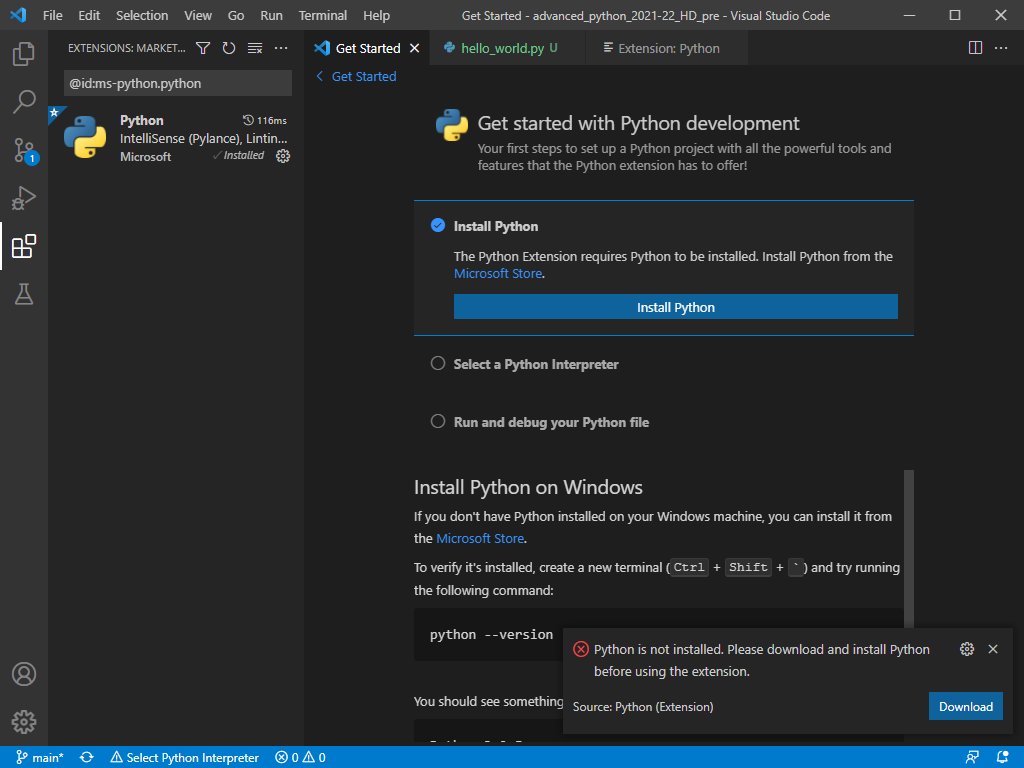 File Edit Selection View Go Run Terminal Help
Get Started - advanced_python_2021-22_HD_pre - Visual Studio Code
EXTENSIONS: MARKET...
@id:ms-python.python
Python 116ms
IntelliSense (Pylance), Lintin...
Microsoft Installed
1
Get Started
hello_world.py U
Extension: Python
Get Started
Get started with Python development
Your first steps to set up a Python project with all the powerful tools and
features that the Python extension has to offer!
Install Python
The Python Extension requires Python to be installed. Install Python from the
Microsoft Store.
Install Python
Select a Python Interpreter
Run and debug your Python file
Install Python on Windows
If you don't have Python installed on your Windows machine, you can install it from
the Microsoft Store.
To verify it's installed, create a new terminal (Ctrl + Shift + `) and try running
the following command:
python --version
You should see something
Python is not installed. Please download and install Python
before using the extension.
Source: Python (Extension)
Download
main* Select Python Interpreter 0 0